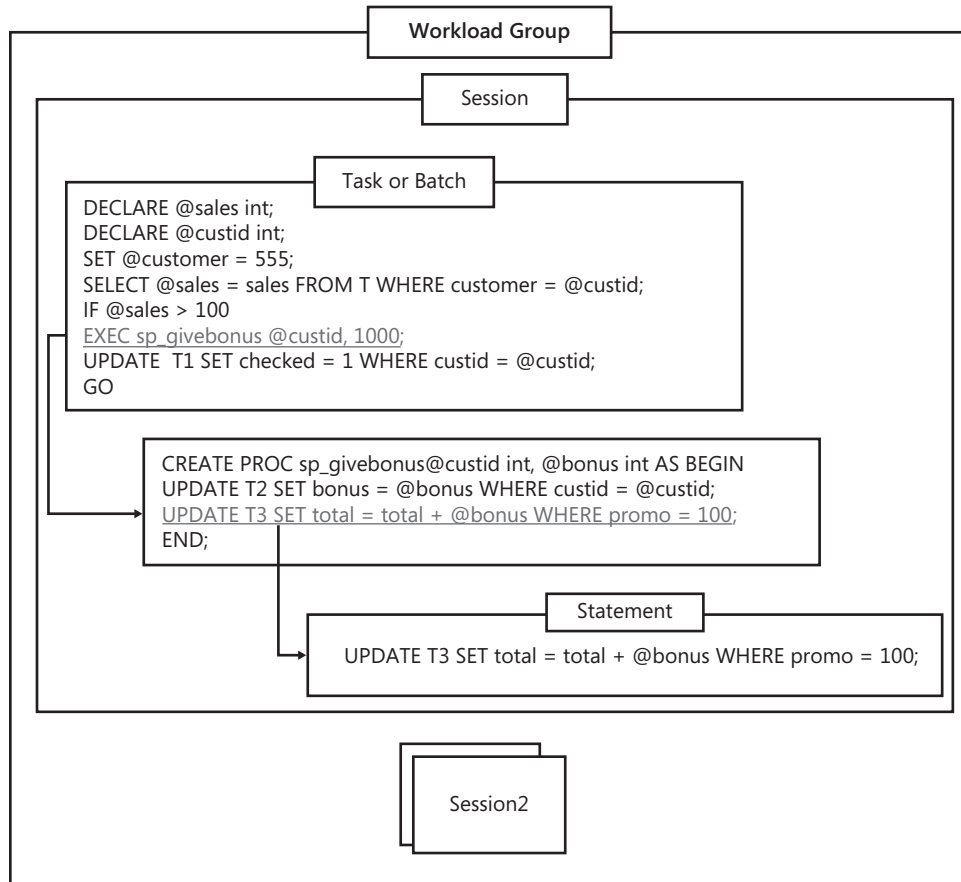 Workload Group
Session
Task or Batch
DECLARE @sales int;
DECLARE @custid int;
SET @customer = 555;
SELECT @sales = sales FROM T WHERE customer = @custid;
IF @sales > 100
EXEC sp_givebonus @custid, 1000;
UPDATE  T1 SET checked = 1 WHERE custid = @custid;
GO
CREATE PROC sp_givebonus@custid int, @bonus int AS BEGIN
UPDATE T2 SET bonus = @bonus WHERE custid = @custid;
UPDATE T3 SET total = total + @bonus WHERE promo = 100;
END;
Statement
UPDATE T3 SET total = total + @bonus WHERE promo = 100;
Session2